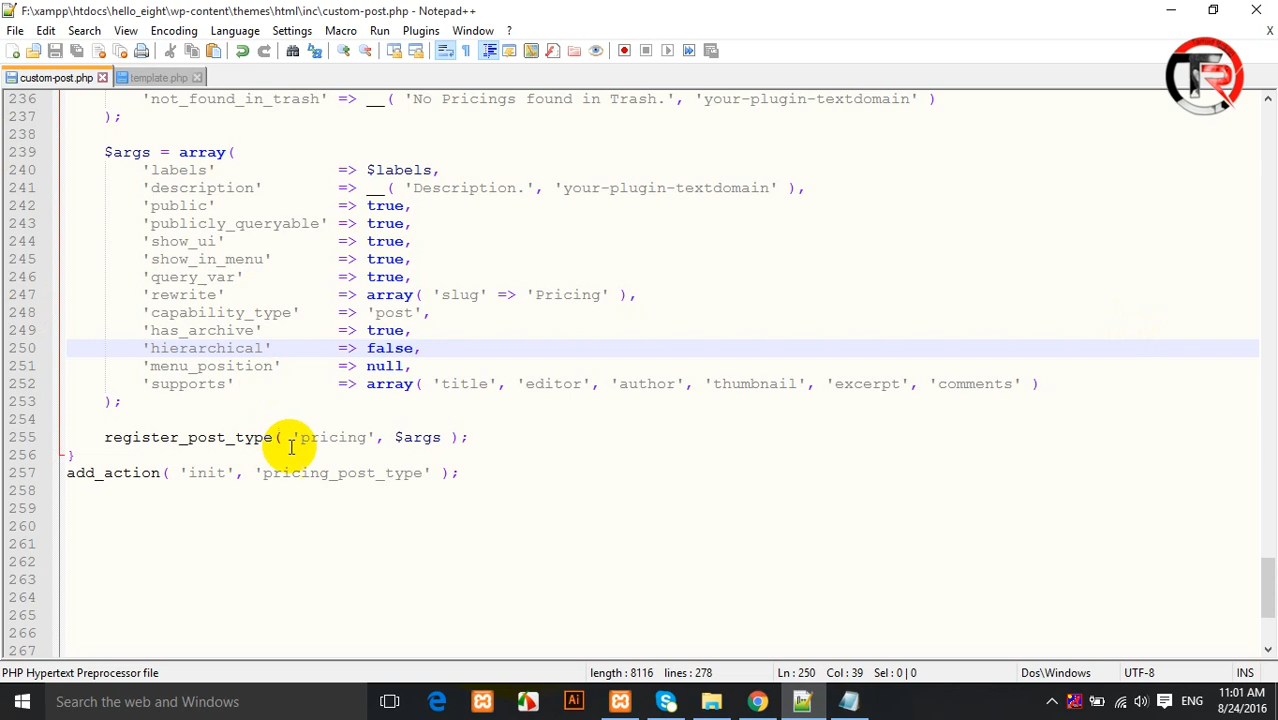 F:\xampp\htdocs\hello_eight\wp-content\themes\html\inc\custom-post.php - Notepad++
File Edit Search View Encoding Language Settings Macro Run Plugins Window ? X
custom-post.php template.php
TR
236 'not_found_in_trash' => __( 'No Pricings found in Trash.', 'your-plugin-textdomain' )
237 );
238
239 $args = array(
240 'labels' => $labels,
241 'description' => __( 'Description.', 'your-plugin-textdomain' ),
242 'public' => true,
243 'publicly_queryable' => true,
244 'show_ui' => true,
245 'show_in_menu' => true,
246 'query_var' => true,
247 'rewrite' => array( 'slug' => 'Pricing' ),
248 'capability_type' => 'post',
249 'has_archive' => true,
250 'hierarchical' => false,
251 'menu_position' => null,
252 'supports' => array( 'title', 'editor', 'author', 'thumbnail', 'excerpt', 'comments' )
253 );
254
255 register_post_type( 'pricing', $args );
256 }
257 add_action( 'init', 'pricing_post_type' );
258
259
260
261
262
263
264
265
266
267
PHP Hypertext Preprocessor file length : 8116 lines : 278 Ln : 250 Col : 39 Sel : 0 | 0 Dos\Windows UTF-8 INS
Search the web and Windows Ai ENG 11:01 AM
8/24/2016